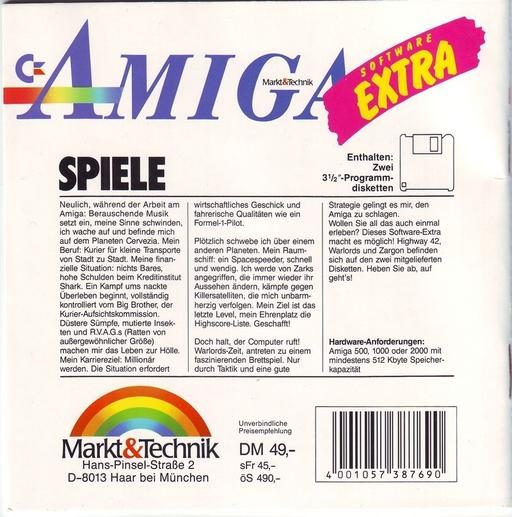 AMIGA
Markt&Technik
SOFTWARE
EXTRA
Enthalten:
Zwei
3 1/2"-Programm-
disketten
SPIELE
Neulich, während der Arbeit am
Amiga: Berauschende Musik
setzt ein, meine Sinne schwinden,
ich wache auf und befinde mich
auf dem Planeten Cervezia. Mein
Beruf: Kurier für kleine Transporte
von Stadt zu Stadt. Meine finan-
zielle Situation: nichts Bares,
hohe Schulden beim Kreditinstitut
Shark. Ein Kampf ums nackte
Überleben beginnt, vollständig
kontrolliert vom Big Brother, der
Kurier-Aufsichtskommission.
Düstere Sümpfe, mutierte Insek-
ten und R.V.A.G.s (Ratten von
außergewöhnlicher Größe)
machen mir das Leben zur Hölle.
Mein Karriereziel: Millionär
werden. Die Situation erfordert
wirtschaftliches Geschick und
fahrerische Qualitäten wie ein
Formel-1-Pilot.
Plötzlich schwebe ich über einem
anderen Planeten. Mein Raum-
schiff: ein Spacespeeder, schnell
und wendig. Ich werde von Zarks
angegriffen, die immer wieder ihr
Aussehen ändern, kämpfe gegen
Killersatelliten, die mich unbarm-
herzig verfolgen. Mein Ziel ist das
letzte Level, mein Ehrenplatz die
Highscore-Liste. Geschafft!
Doch halt, der Computer ruft!
Warlords-Zeit, antreten zu einem
faszinierenden Brettspiel. Nur
durch Taktik und eine gute
Strategie gelingt es mir, den
Amiga zu schlagen.
Wollen Sie all das auch einmal
erleben? Dieses Software-Extra
macht es möglich! Highway 42,
Warlords und Zargon befinden
sich auf den zwei mitgelieferten
Disketten. Heben Sie ab, auf
geht's!
Hardware-Anforderungen:
Amiga 500, 1000 oder 2000 mit
mindestens 512 Kbyte Speicher-
kapazität
Markt&Technik
Hans-Pinsel-Straße 2
D-8013 Haar bei München
Unverbindliche
Preisempfehlung
DM 49,-
sFr 45,-
öS 490,-
4 001057 387690